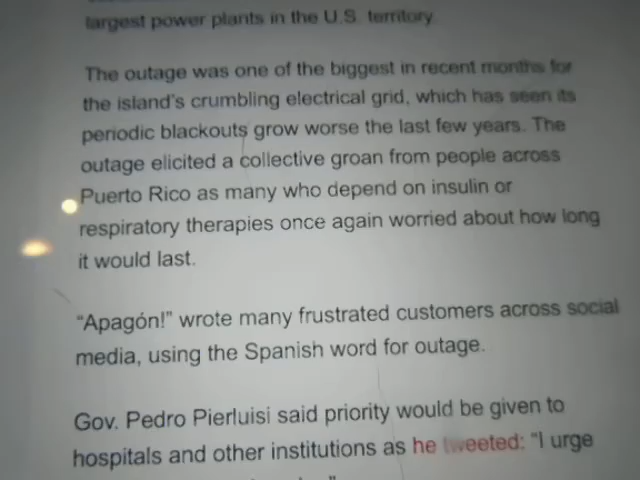 largest power plants in the U.S. territory.
The outage was one of the biggest in recent months for
the island's crumbling electrical grid, which has seen its
periodic blackouts grow worse the last few years. The
outage elicited a collective groan from people across
Puerto Rico as many who depend on insulin or
respiratory therapies once again worried about how long
it would last.
“Apagón!” wrote many frustrated customers across social
media, using the Spanish word for outage.
Gov. Pedro Pierluisi said priority would be given to
hospitals and other institutions as he tweeted: “I urge